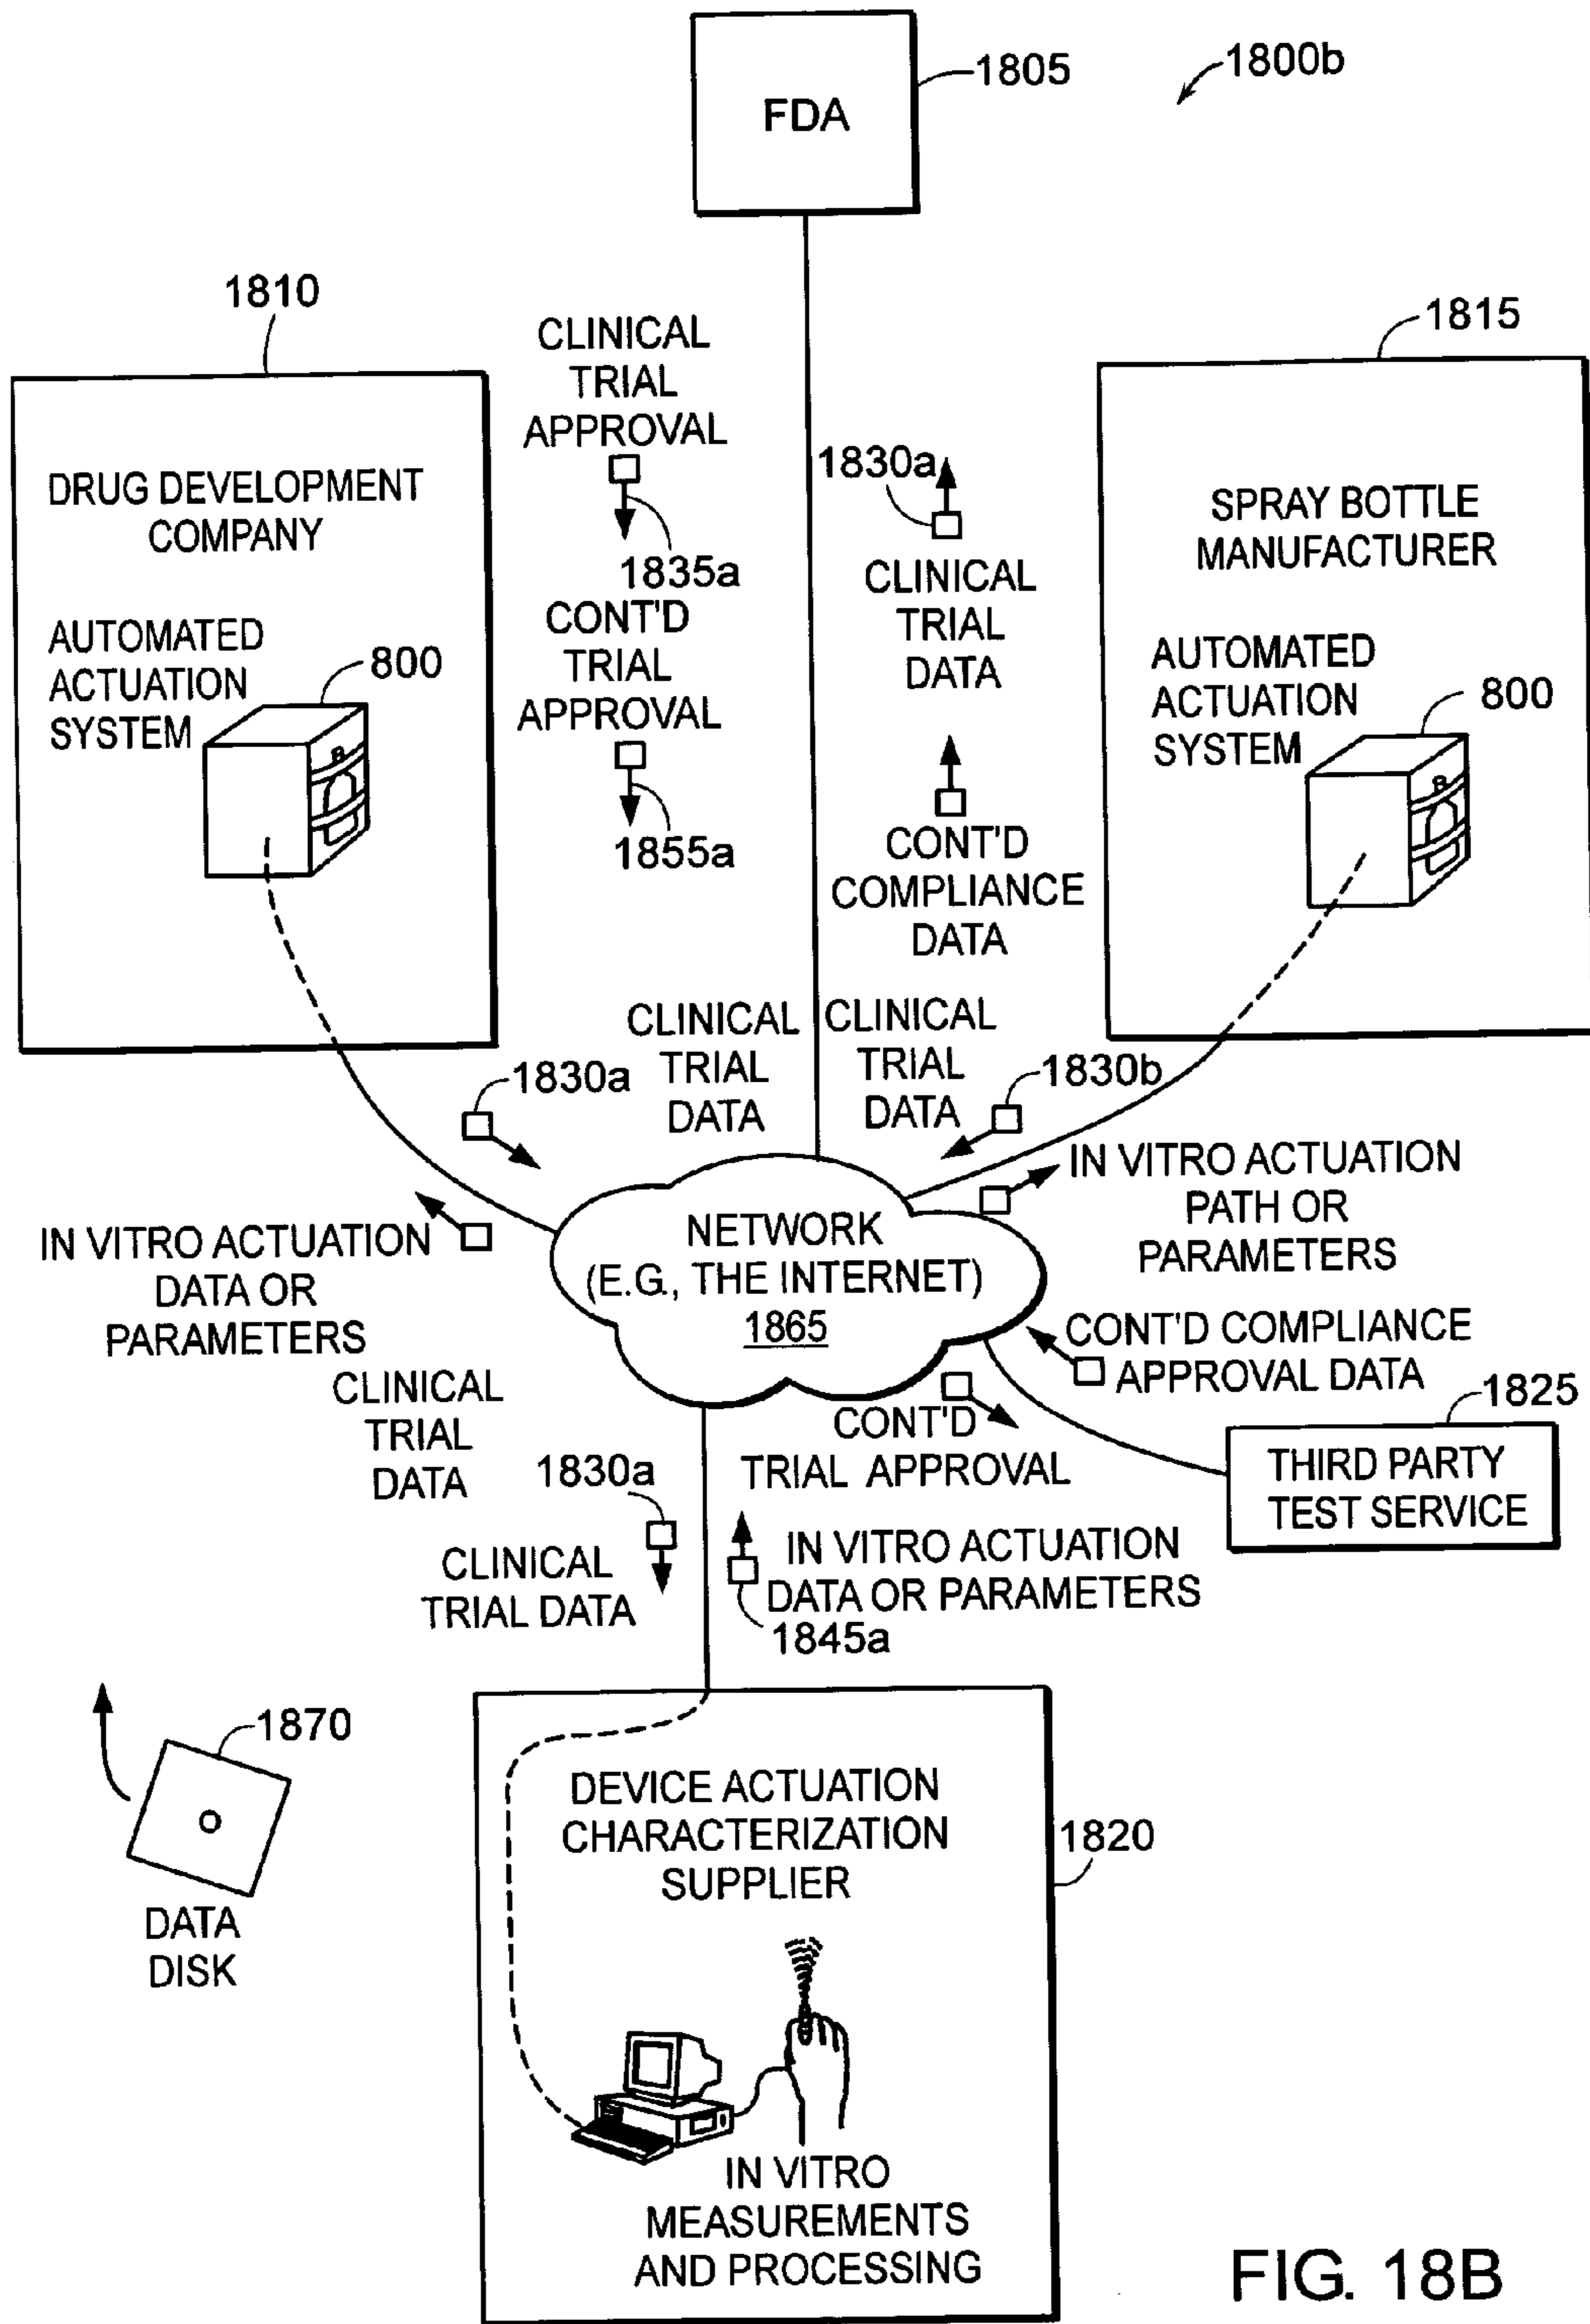 FDA
1805
1800b
1810
DRUG DEVELOPMENT
COMPANY
AUTOMATED
ACTUATION
SYSTEM
800
CLINICAL
TRIAL
APPROVAL
1835a
CONT'D
TRIAL
APPROVAL
1855a
1830a
CLINICAL
TRIAL
DATA
CONT'D
COMPLIANCE
DATA
1815
SPRAY BOTTLE
MANUFACTURER
AUTOMATED
ACTUATION
SYSTEM
800
CLINICAL
TRIAL
DATA
1830a
CLINICAL
TRIAL
DATA
1830b
IN VITRO ACTUATION
DATA OR
PARAMETERS
NETWORK
(E.G., THE INTERNET)
1865
IN VITRO ACTUATION
PATH OR
PARAMETERS
CONT'D COMPLIANCE
APPROVAL DATA
1825
THIRD PARTY
TEST SERVICE
CONT'D
TRIAL APPROVAL
CLINICAL
TRIAL
DATA
1830a
CLINICAL
TRIAL DATA
IN VITRO ACTUATION
DATA OR PARAMETERS
1845a
1870
DATA
DISK
DEVICE ACTUATION
CHARACTERIZATION
SUPPLIER
1820
IN VITRO
MEASUREMENTS
AND PROCESSING
FIG. 18B